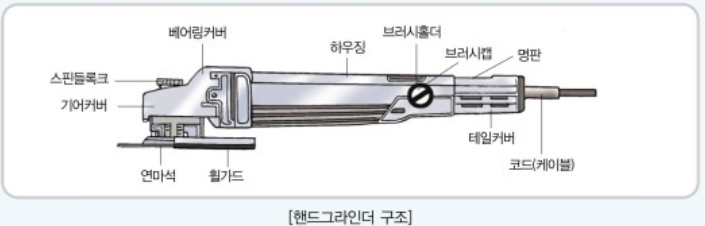 베어링커버
브러시홀더
하우징
브러시캡
명판
스핀들록크
기어커버
테일커버
코드(케이블)
연마석
휠가드
[핸드그라인더 구조]